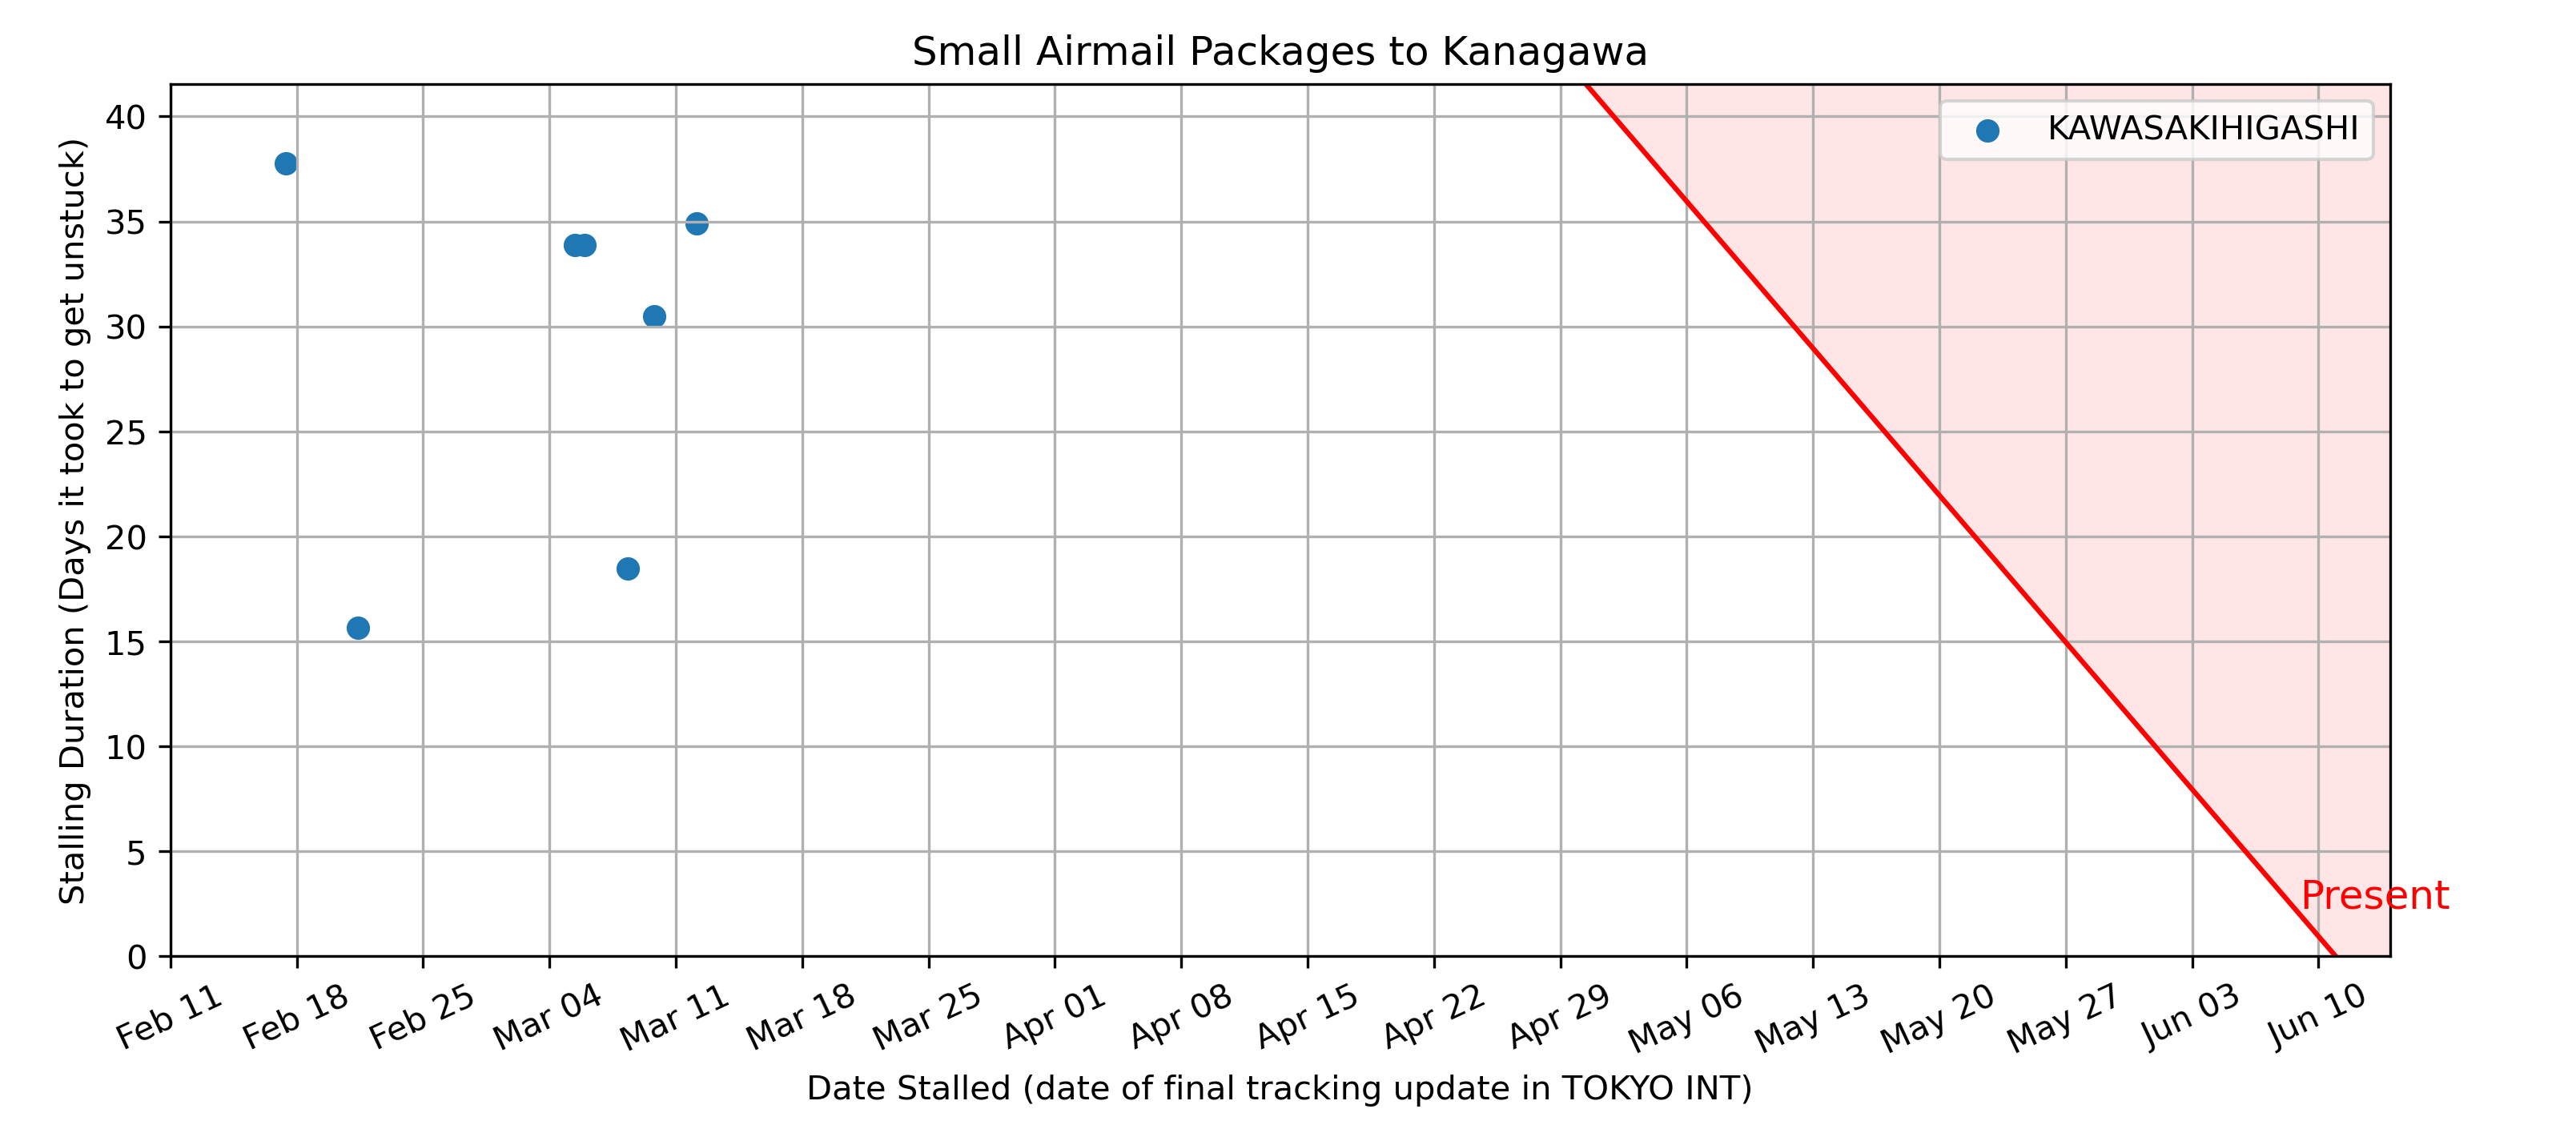 Small Airmail Packages to Kanagawa
KAWASAKIHIGASHI
Stalling Duration (Days it took to get unstuck)
40
35
30
25
20
15
10
5
0
Present
Feb 11
Feb 18
Feb 25
Mar 04
Mar 11
Mar 18
Mar 25
Apr 01
Apr 08
Apr 15
Apr 22
Apr 29
May 06
May 13
May 20
May 27
Jun 03
Jun 10
Date Stalled (date of final tracking update in TOKYO INT)